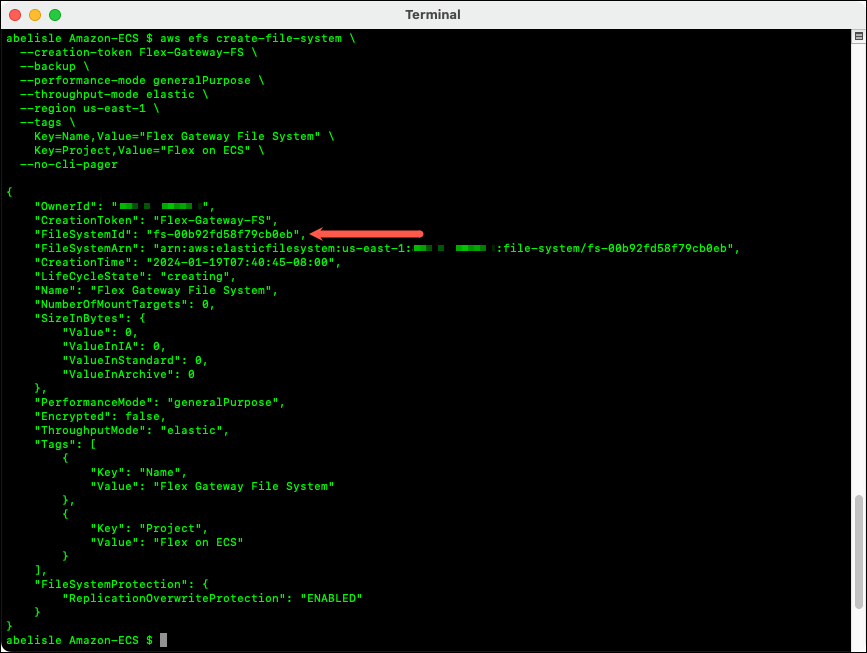 Terminal
abelisle Amazon-ECS $ aws efs create-file-system \
  --creation-token Flex-Gateway-FS \
  --backup \
  --performance-mode generalPurpose \
  --throughput-mode elastic \
  --region us-east-1 \
  --tags \
    Key=Name,Value="Flex Gateway File System" \
    Key=Project,Value="Flex on ECS" \
  --no-cli-pager
{
    "OwnerId": "",
    "CreationToken": "Flex-Gateway-FS",
    "FileSystemId": "fs-00b92fd58f79cb0eb",
    "FileSystemArn": "arn:aws:elasticfilesystem:us-east-1::file-system/fs-00b92fd58f79cb0eb",
    "CreationTime": "2024-01-19T07:40:45-08:00",
    "LifeCycleState": "creating",
    "Name": "Flex Gateway File System",
    "NumberOfMountTargets": 0,
    "SizeInBytes": {
        "Value": 0,
        "ValueInIA": 0,
        "ValueInStandard": 0,
        "ValueInArchive": 0
    },
    "PerformanceMode": "generalPurpose",
    "Encrypted": false,
    "ThroughputMode": "elastic",
    "Tags": [
        {
            "Key": "Name",
            "Value": "Flex Gateway File System"
        },
        {
            "Key": "Project",
            "Value": "Flex on ECS"
        }
    ],
    "FileSystemProtection": {
        "ReplicationOverwriteProtection": "ENABLED"
    }
}
abelisle Amazon-ECS $